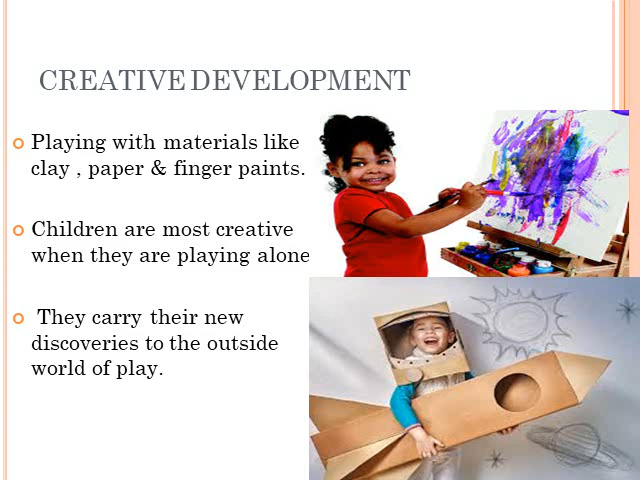 CREATIVE DEVELOPMENT
Playing with materials like
clay , paper & finger paints.
Children are most creative
when they are playing alone
They carry their new
discoveries to the outside
world of play.